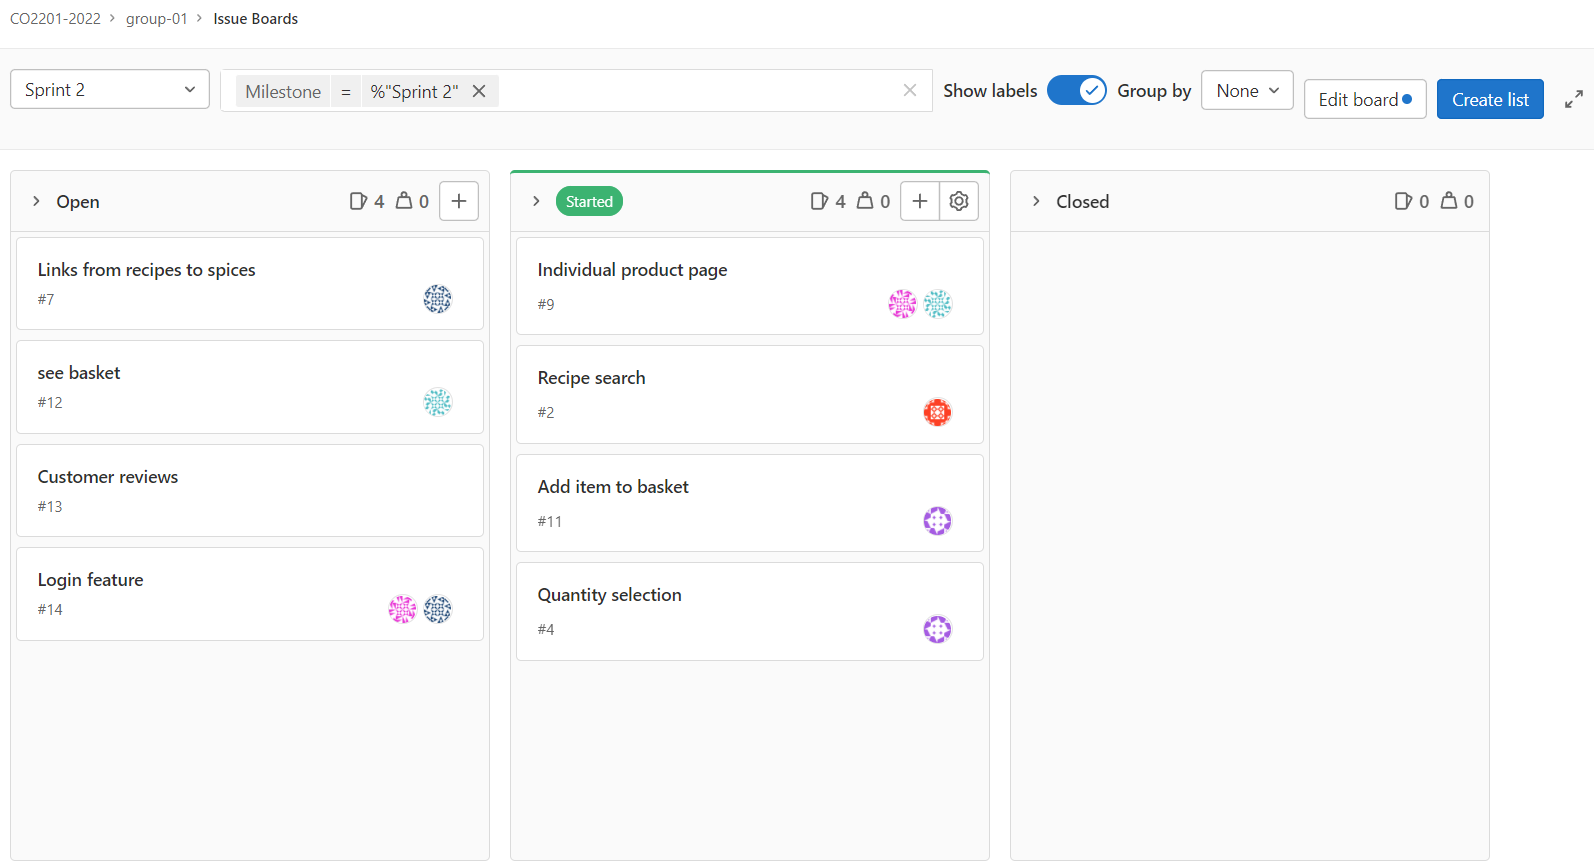 CO2201-2022 > group-01 > Issue Boards
Sprint 2
Milestone = %"Sprint 2"
Show labels
Group by
None
Edit board
Create list
Open 4 0
Links from recipes to spices
#7
see basket
#12
Customer reviews
#13
Login feature
#14
Started 4 0
Individual product page
#9
Recipe search
#2
Add item to basket
#11
Quantity selection
#4
Closed 0 0